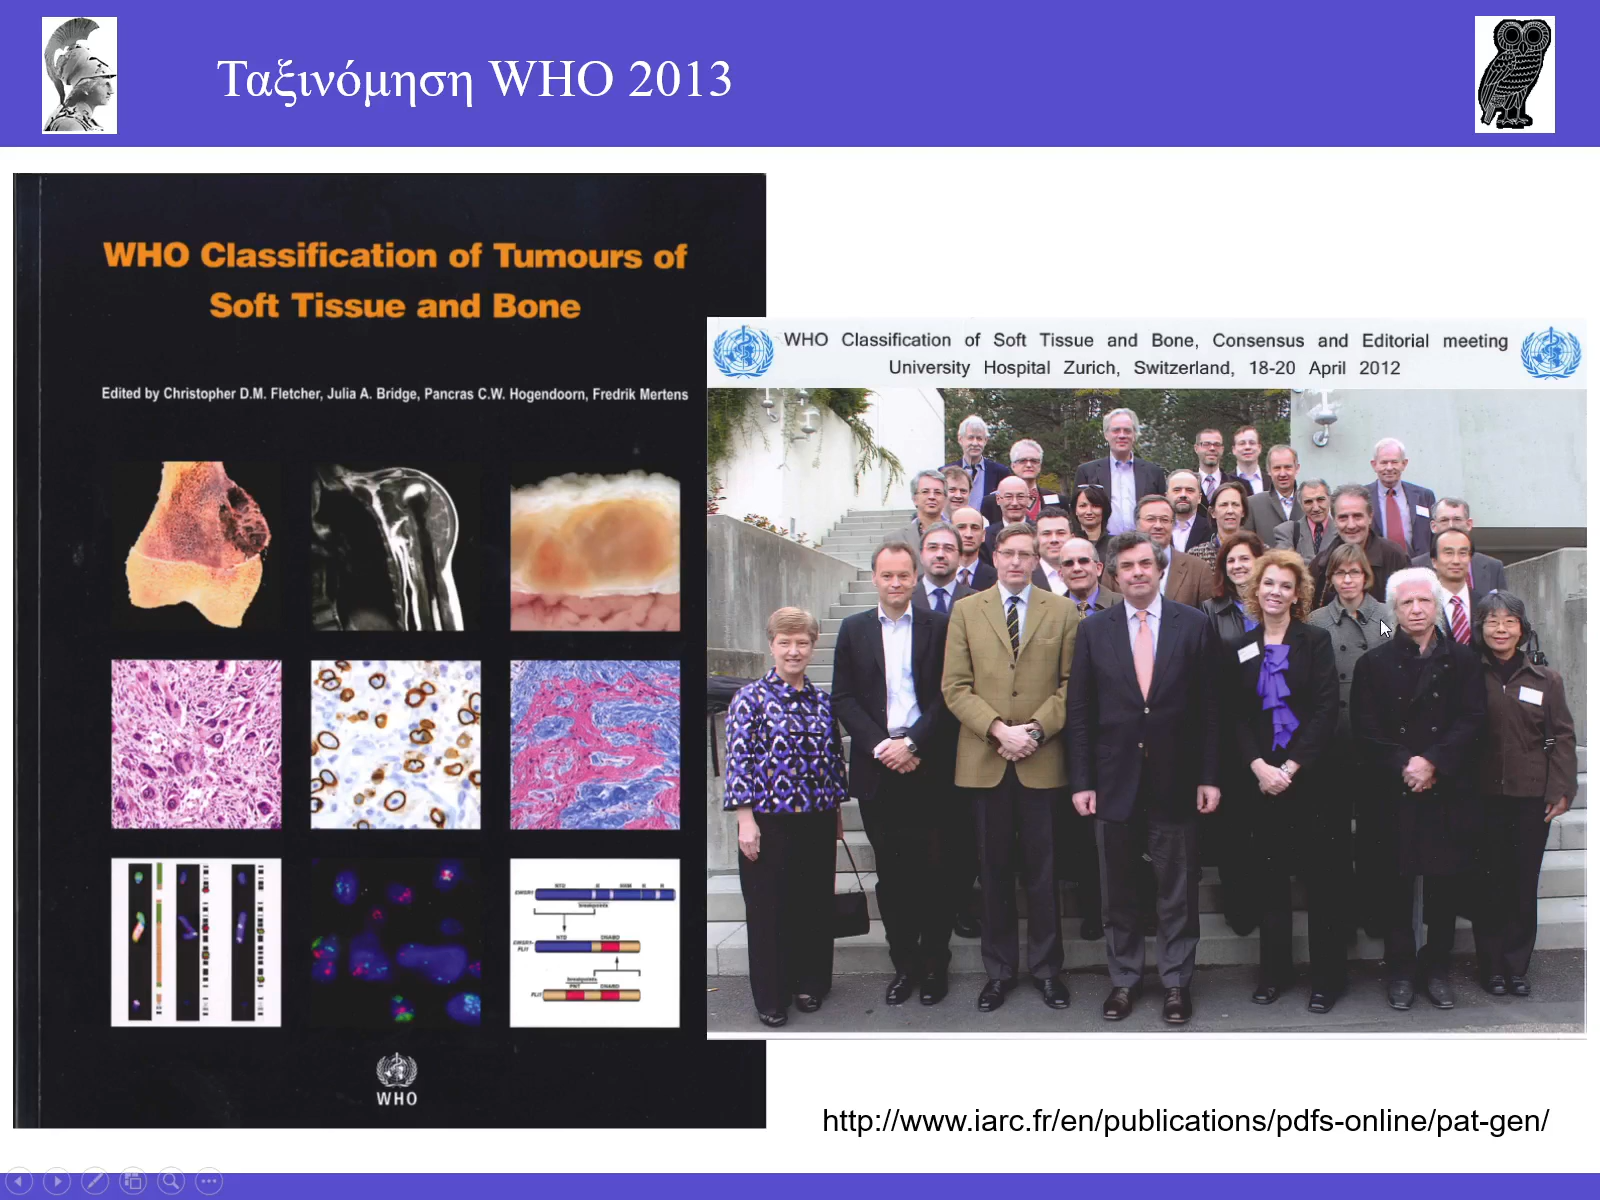 Ταξινόμηση WHO 2013
WHO Classification of Tumours of
Soft Tissue and Bone
Edited by Christopher D.M. Fletcher, Julia A. Bridge, Pancras C.W. Hogendoorn, Fredrik Mertens
WHO
WHO Classification of Soft Tissue and Bone, Consensus and Editorial meeting
University Hospital Zurich, Switzerland, 18-20 April 2012
http://www.iarc.fr/en/publications/pdfs-online/pat-gen/